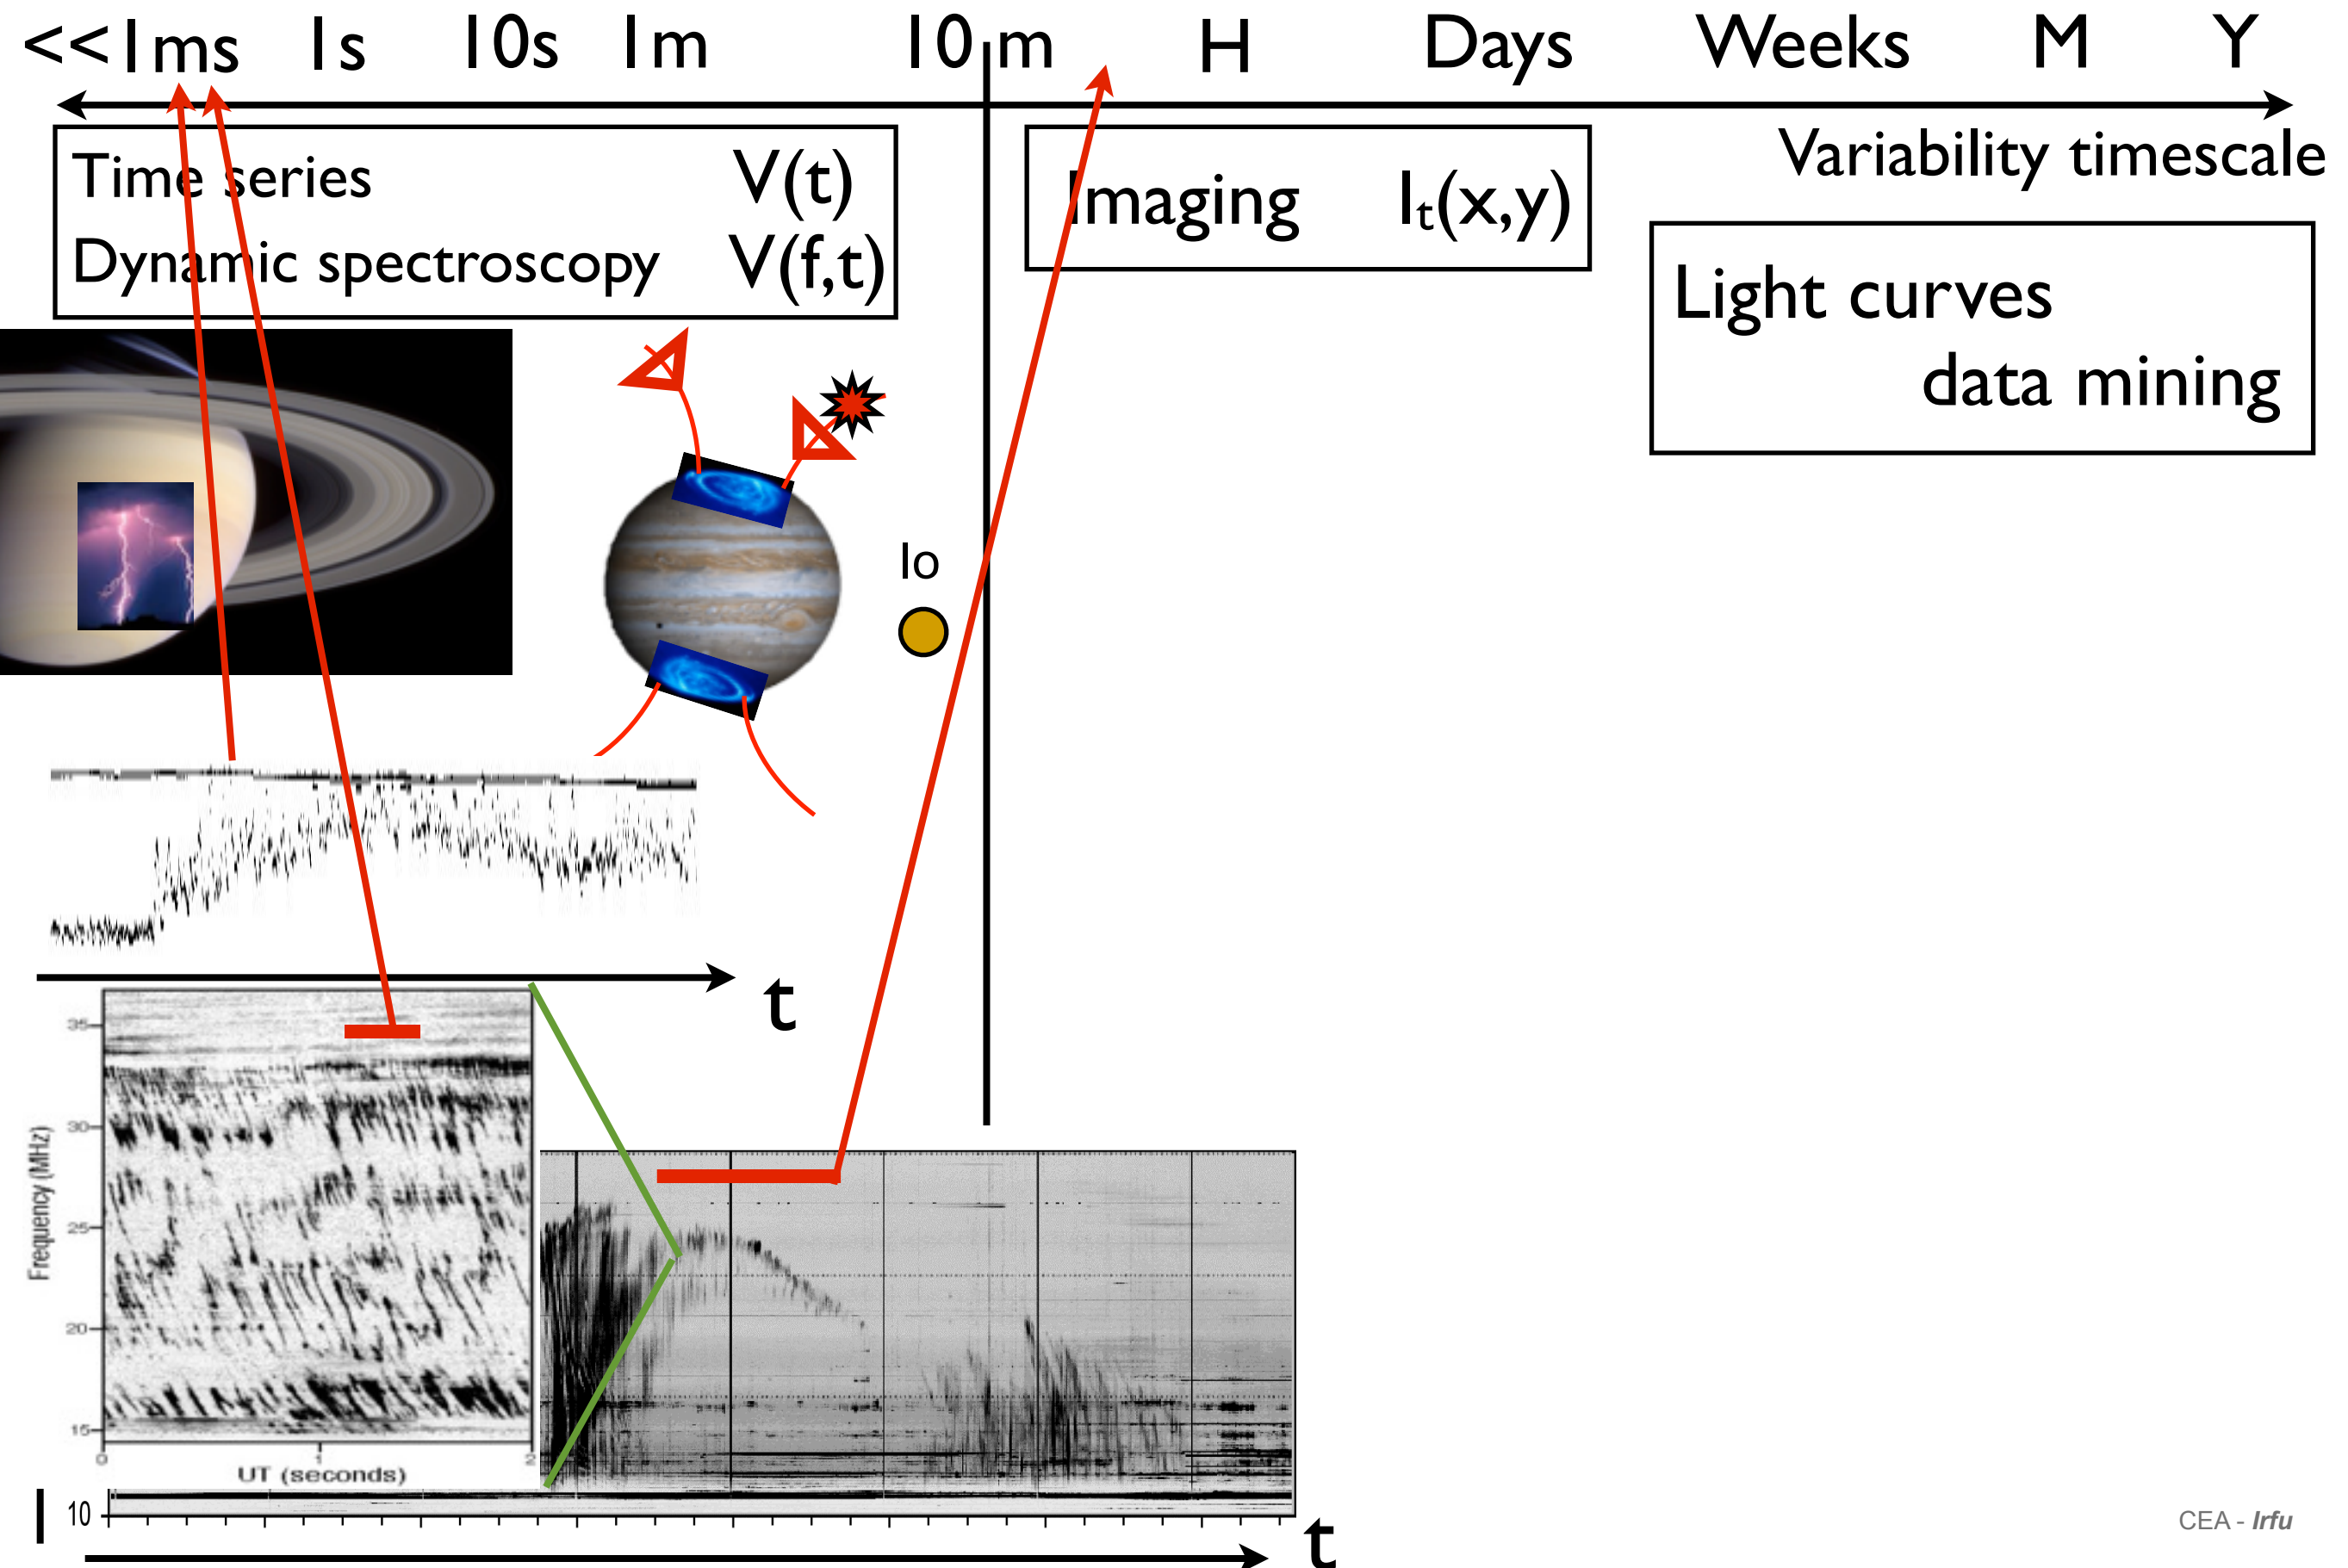 <<1ms 1s 10s 1m 10 m H Days Weeks M Y
Variability timescale
Time series V(t)
Dynamic spectroscopy V(f,t)
Imaging It(x,y)
Light curves
data mining
Io
t
Frequency (MHz)
35
30
25
20
15
0 1 2
UT (seconds)
10
t
CEA - Irfu